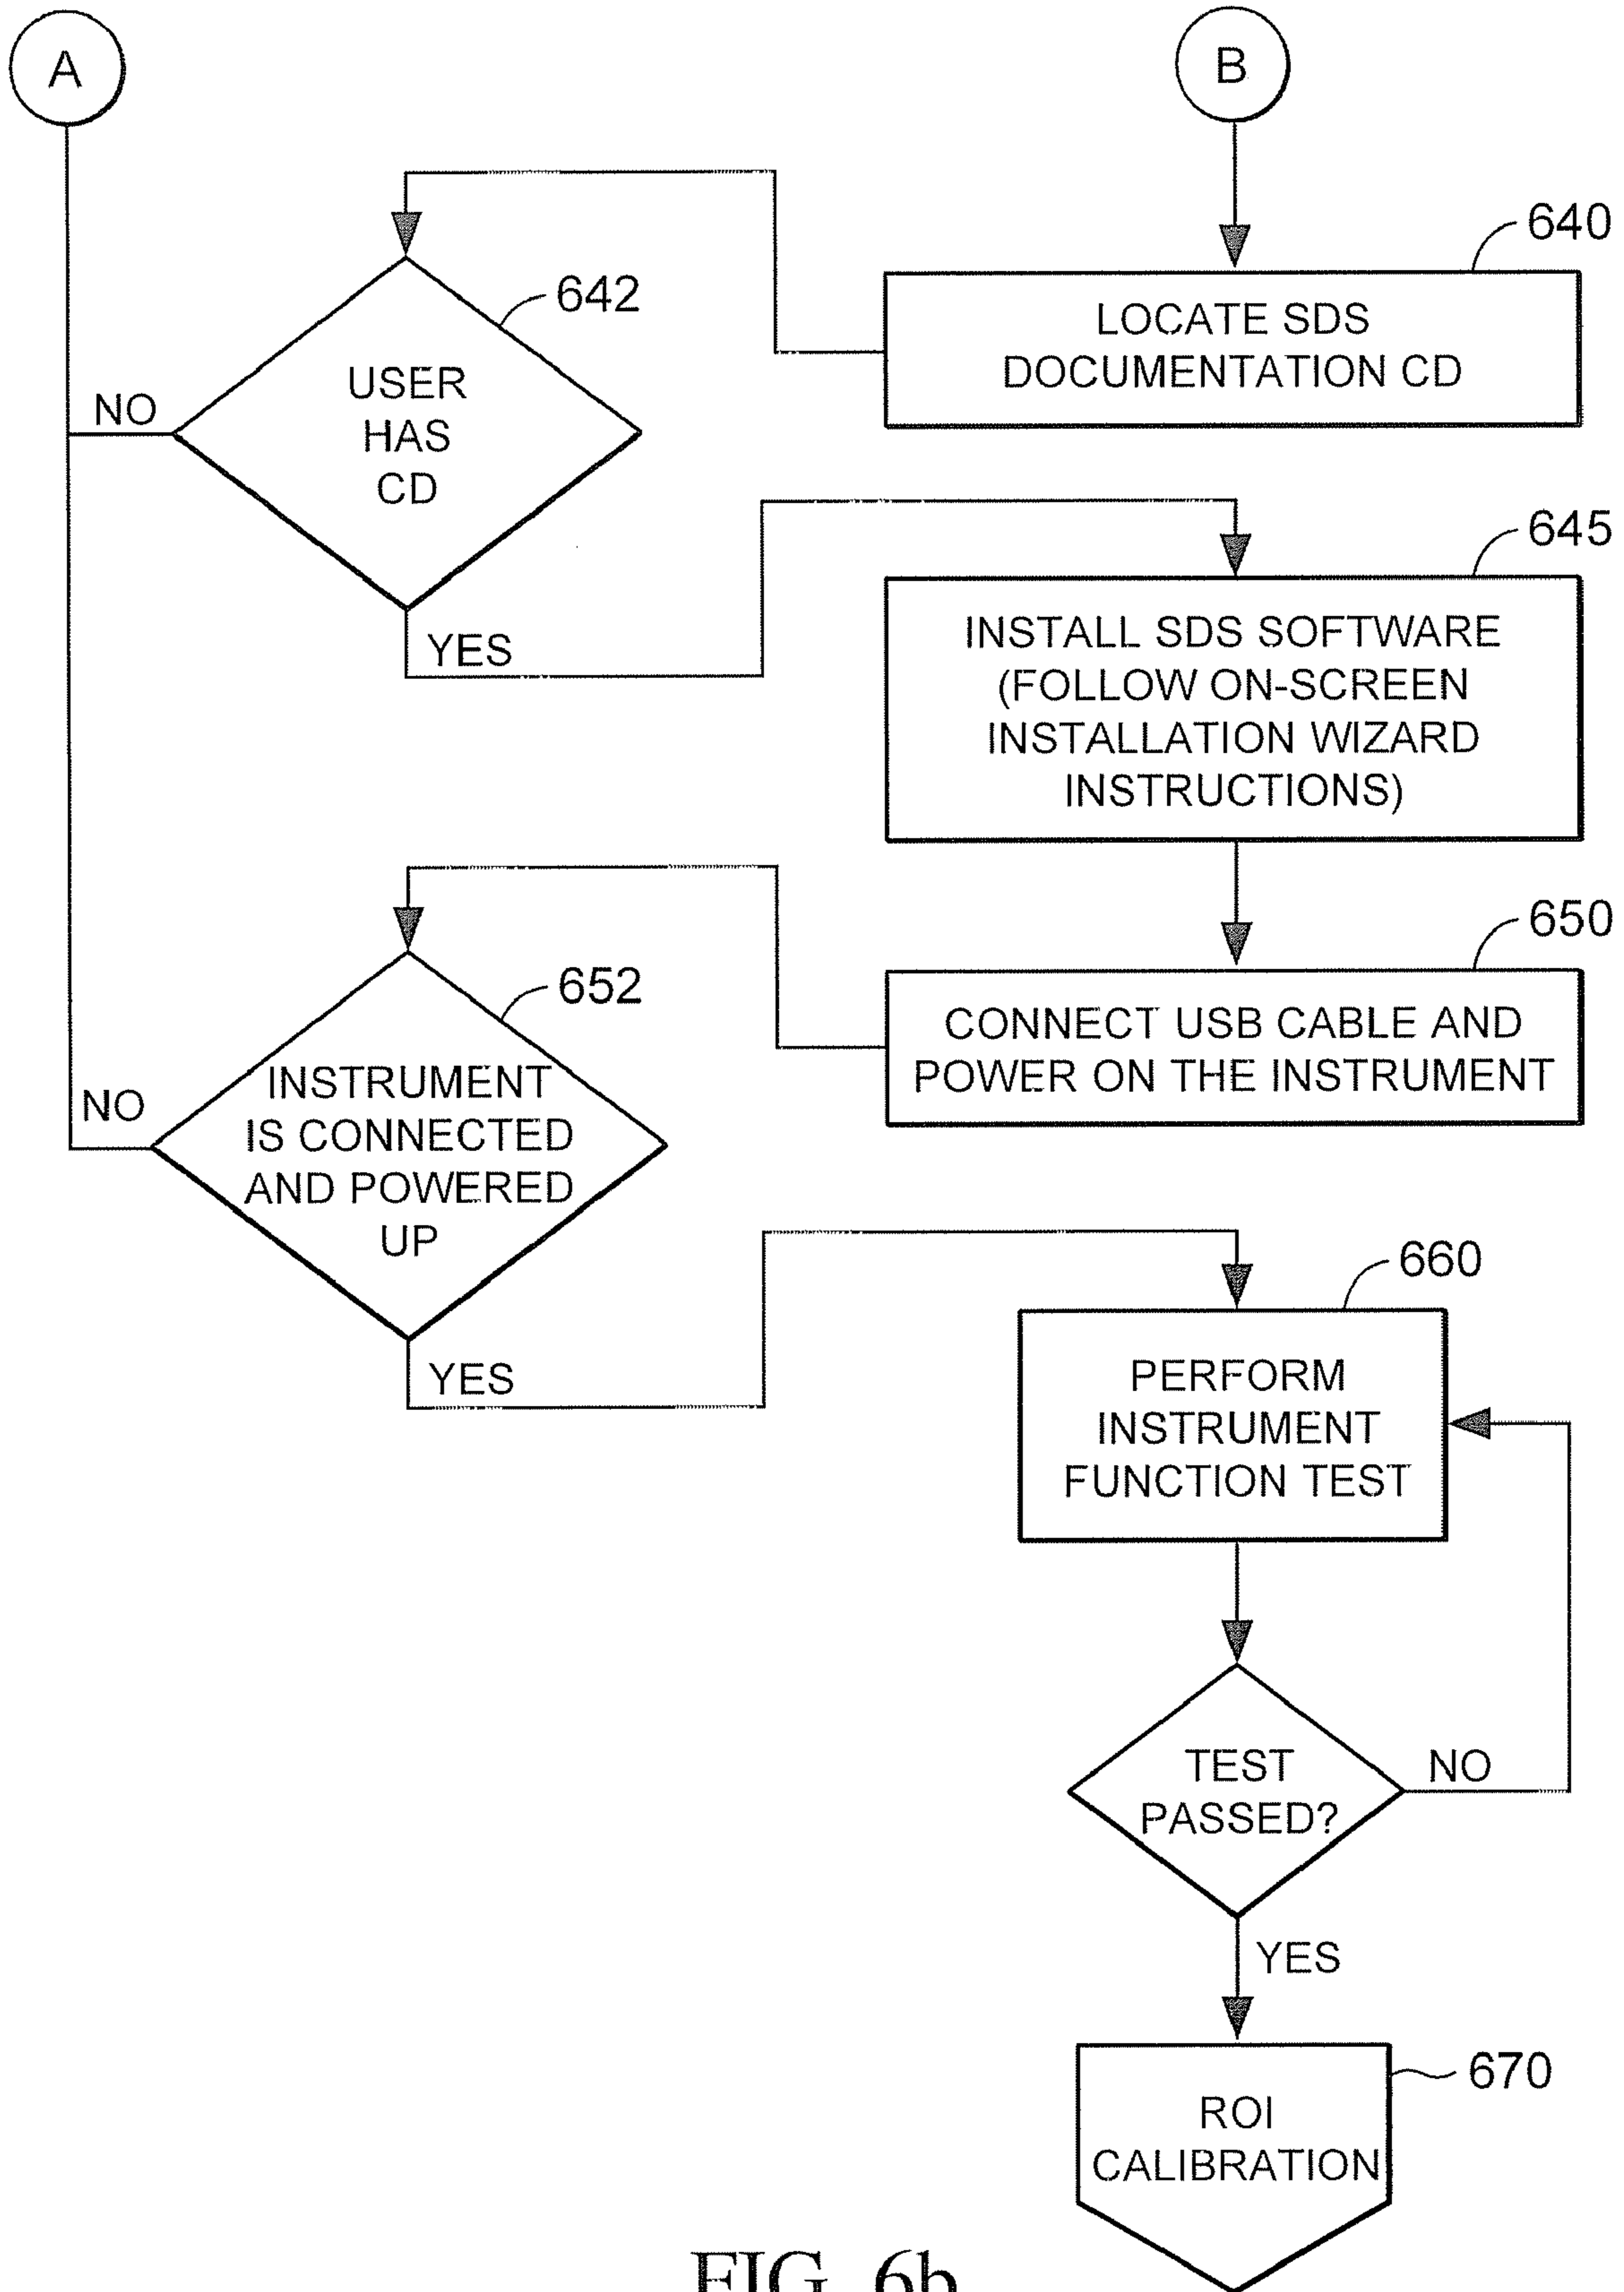 A
B
640
LOCATE SDS
DOCUMENTATION CD
642
USER
HAS
CD
NO
YES
645
INSTALL SDS SOFTWARE
(FOLLOW ON-SCREEN
INSTALLATION WIZARD
INSTRUCTIONS)
650
CONNECT USB CABLE AND
POWER ON THE INSTRUMENT
652
INSTRUMENT
IS CONNECTED
AND POWERED
UP
NO
YES
660
PERFORM
INSTRUMENT
FUNCTION TEST
TEST
PASSED?
NO
YES
670
ROI
CALIBRATION
FIG. 6b